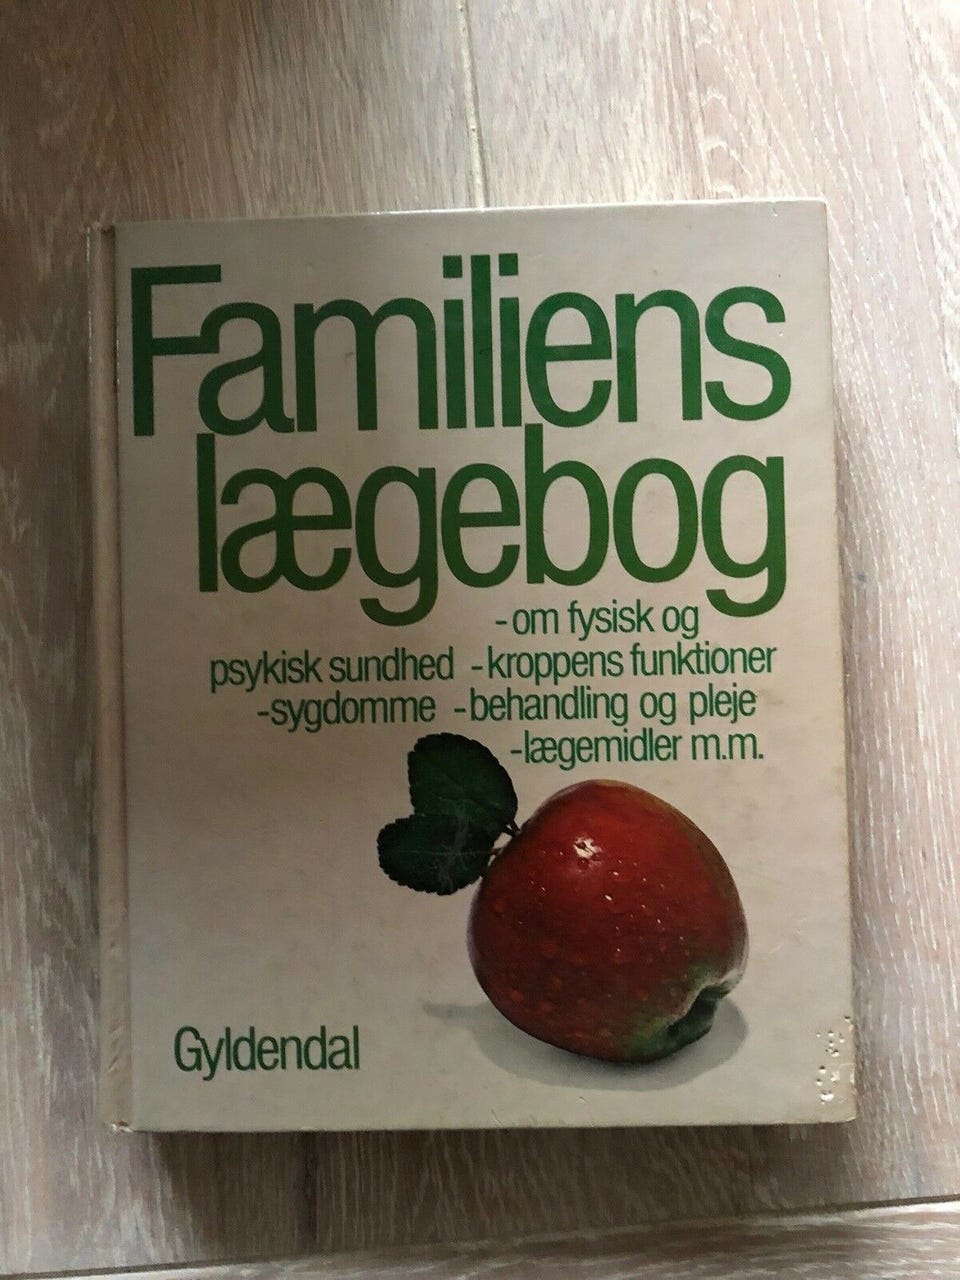 Familiens
lægebog
-om fysisk og
psykisk sundhed -kroppens funktioner
-sygdomme -behandling og pleje
-lægemidler m.m.
Gyldendal